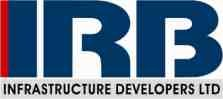 IRB
INFRASTRUCTURE DEVELOPERS LTD